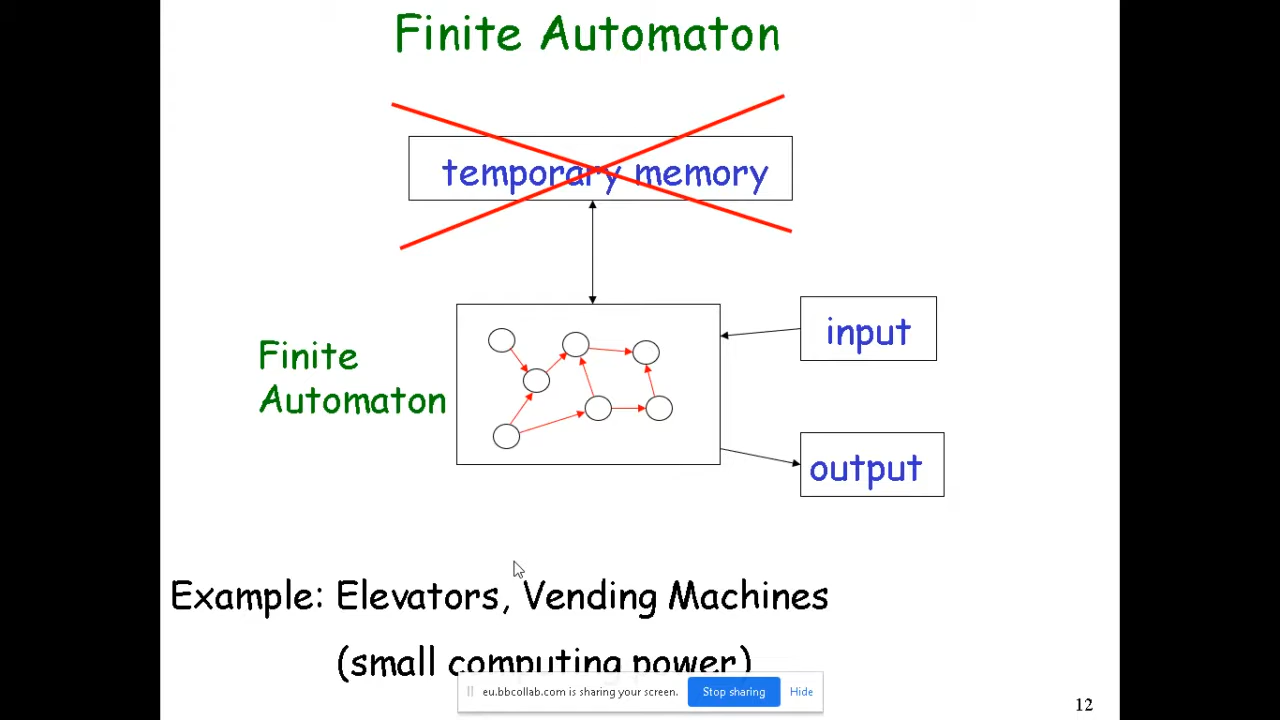 Finite Automaton
temporary memory
input
Finite
Automaton
output
Example: Elevators, Vending Machines
(small computing power)
eu.bbcollab.com is sharing your screen. Stop sharing Hide
12